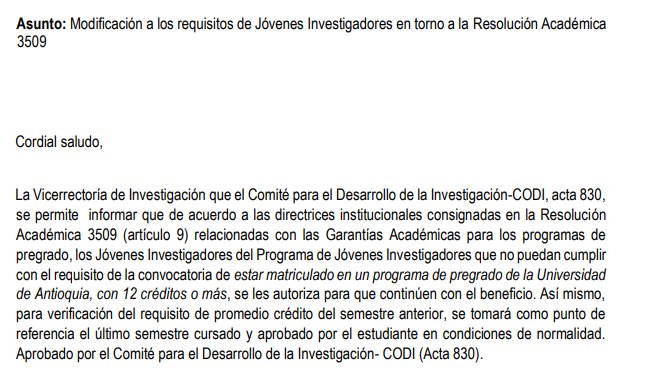 Asunto: Modificación a los requisitos de Jóvenes Investigadores en torno a la Resolución Académica
3509
Cordial saludo,
La Vicerrectoría de Investigación que el Comité para el Desarrollo de la Investigación-CODI, acta 830,
se permite informar que de acuerdo a las directrices institucionales consignadas en la Resolución
Académica 3509 (artículo 9) relacionadas con las Garantías Académicas para los programas de
pregrado, los Jóvenes Investigadores del Programa de Jóvenes Investigadores que no puedan cumplir
con el requisito de la convocatoria de estar matriculado en un programa de pregrado de la Universidad
de Antioquia, con 12 créditos o más, se les autoriza para que continúen con el beneficio. Así mismo,
para verificación del requisito de promedio crédito del semestre anterior, se tomará como punto de
referencia el último semestre cursado y aprobado por el estudiante en condiciones de normalidad.
Aprobado por el Comité para el Desarrollo de la Investigación- CODI (Acta 830).